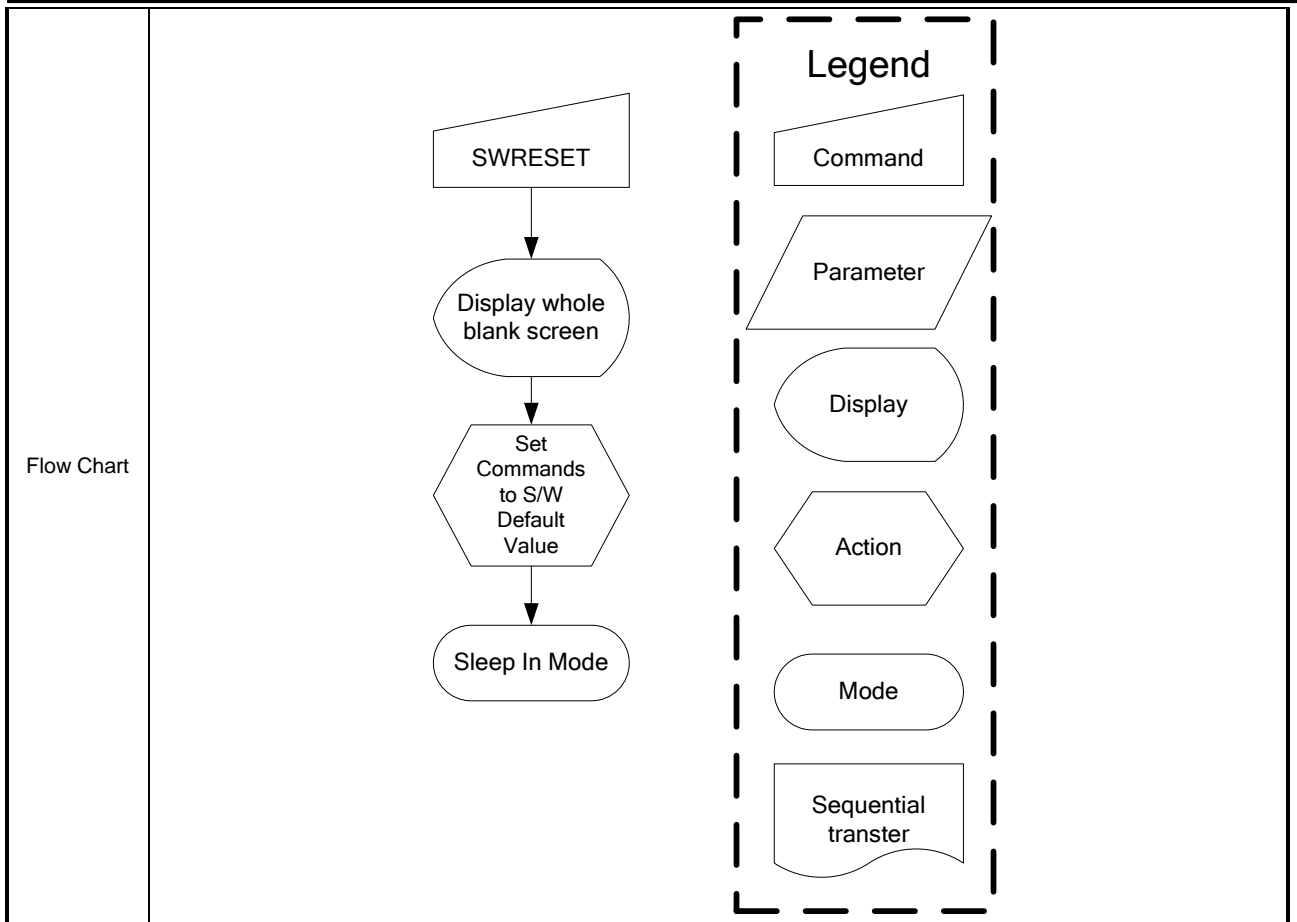 Flow Chart
SWRESET
Display whole
blank screen
Set
Commands
to S/W
Default
Value
Sleep In Mode
Legend
Command
Parameter
Display
Action
Mode
Sequential
transter